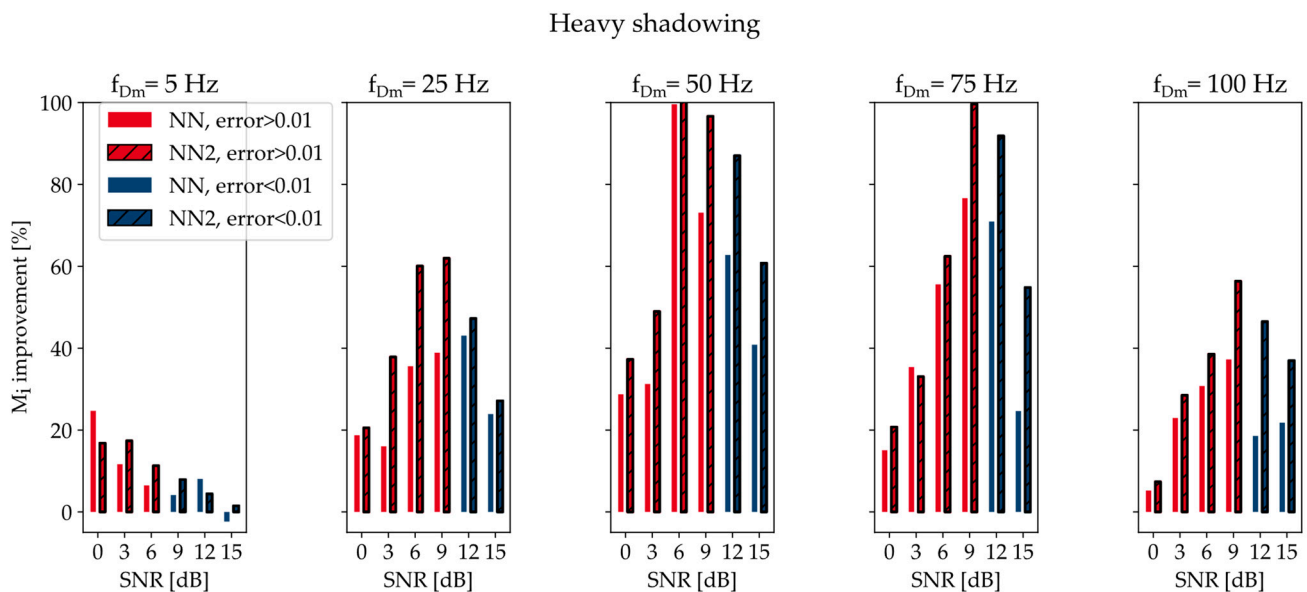 Heavy shadowing
f_Dm= 5 Hz
f_Dm= 25 Hz
f_Dm= 50 Hz
f_Dm= 75 Hz
f_Dm= 100 Hz
NN, error>0.01
NN2, error>0.01
NN, error<0.01
NN2, error<0.01
M_i improvement [%]
100
80
60
40
20
0
0 3 6 9 12 15
SNR [dB]
0 3 6 9 12 15
SNR [dB]
0 3 6 9 12 15
SNR [dB]
0 3 6 9 12 15
SNR [dB]
0 3 6 9 12 15
SNR [dB]